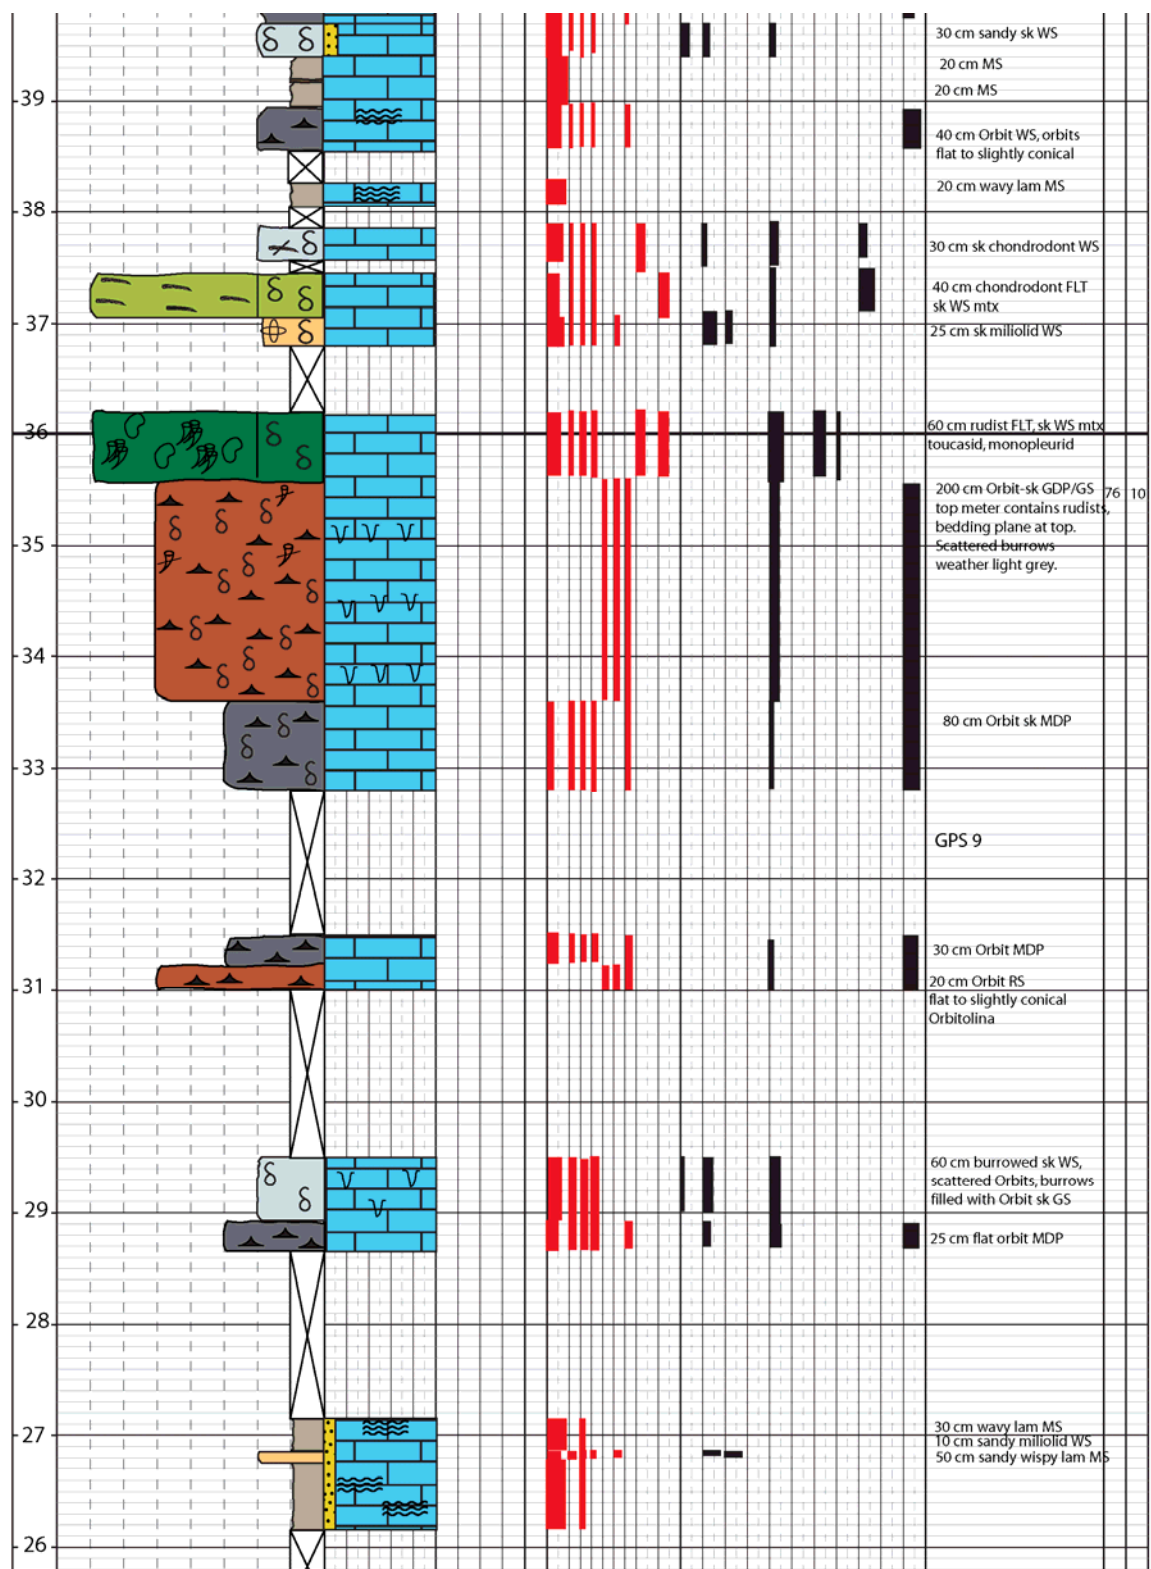 30 cm sandy sk WS
20 cm MS
20 cm MS
39
40 cm Orbit WS, orbits
flat to slightly conical
20 cm wavy lam MS
38
30 cm sk chondrodont WS
40 cm chondrodont FLT
sk WS mtx
37
25 cm sk miliolid WS
36
60 cm rudist FLT, sk WS mtx
toucasid, monopleurid
200 cm Orbit-sk GDP/GS
76 10
top meter contains rudists,
bedding plane at top.
Scattered burrows
weather light grey.
35
34
80 cm Orbit sk MDP
33
GPS 9
32
30 cm Orbit MDP
31
20 cm Orbit RS
flat to slightly conical
Orbitolina
30
60 cm burrowed sk WS,
scattered Orbits, burrows
filled with Orbit sk GS
29
25 cm flat orbit MDP
28
27
30 cm wavy lam MS
10 cm sandy miliolid WS
50 cm sandy wispy lam MS
26